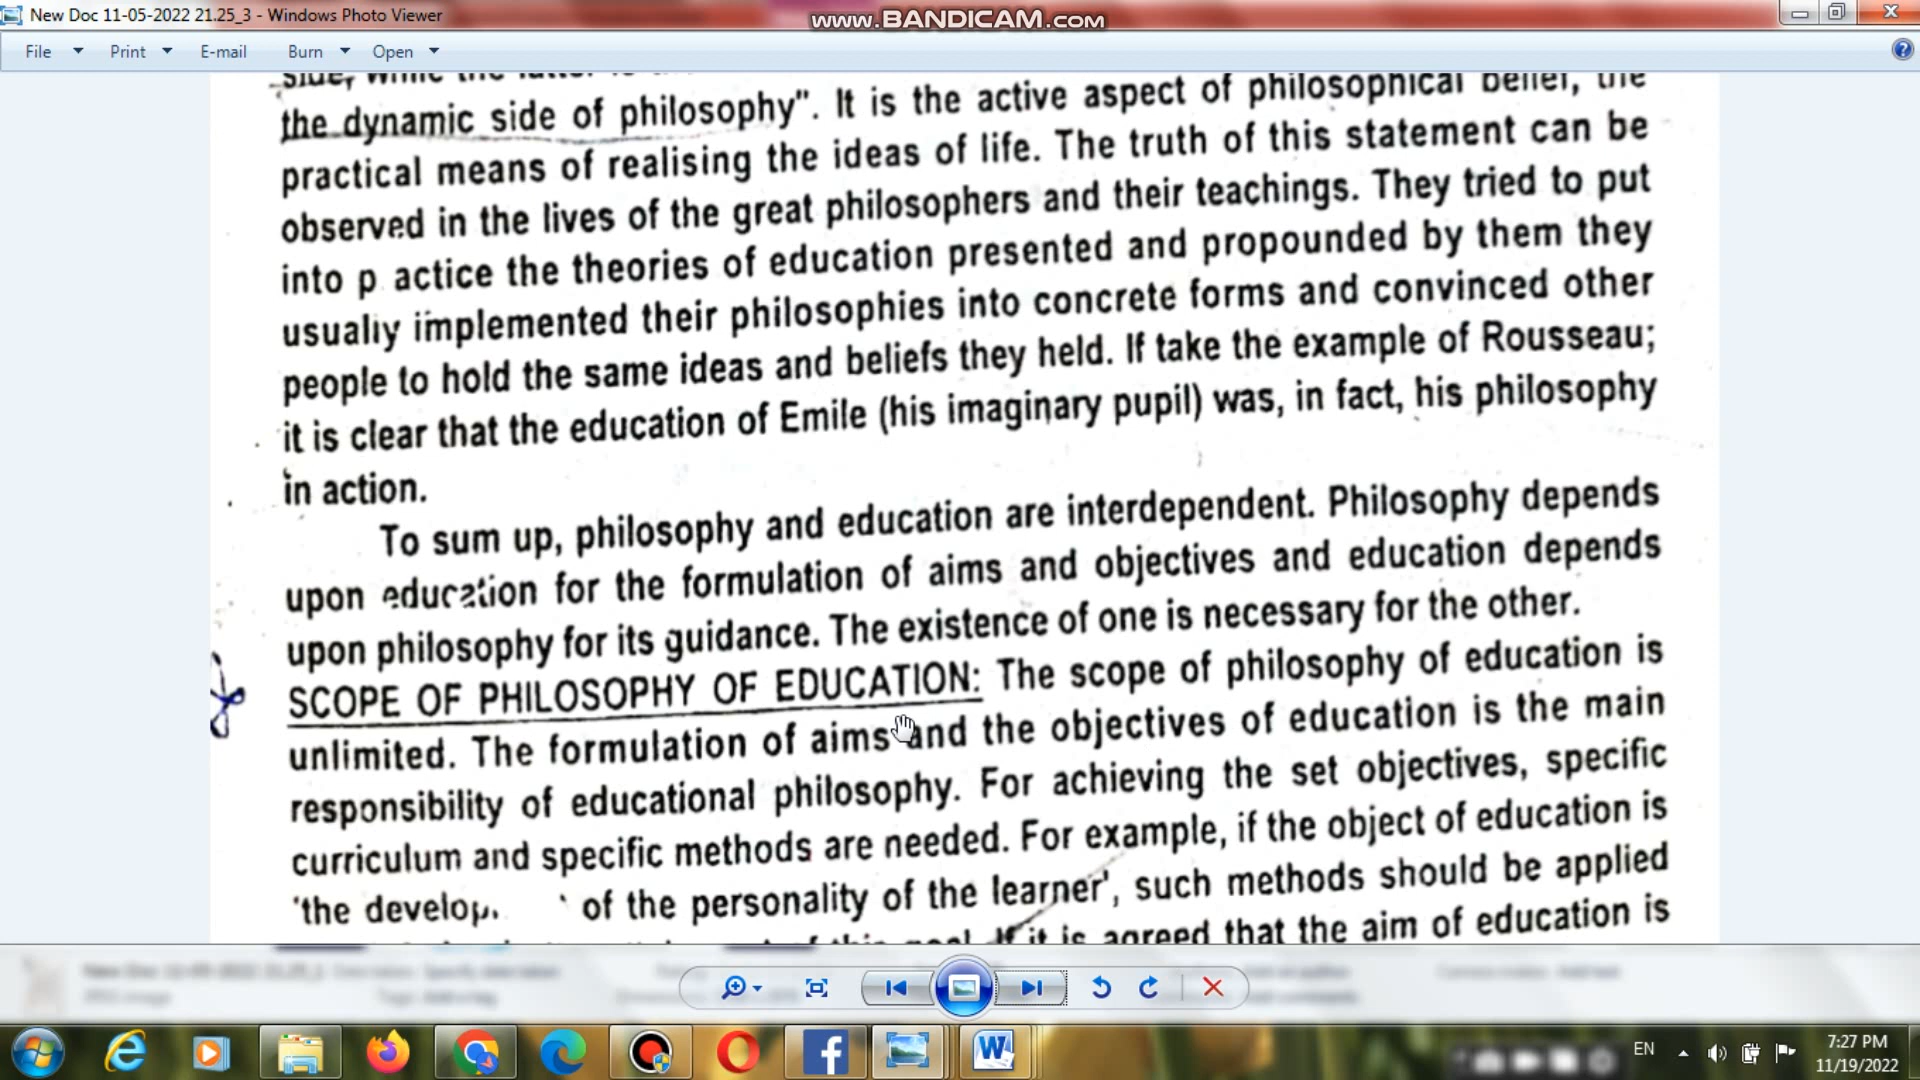 New Doc 11-05-2022 21.25_3 - Windows Photo Viewer
www.BANDICAM.com
File Print E-mail Burn Open
side, while the latter is
the dynamic side of philosophy". It is the active aspect of philosophical belief, the
practical means of realising the ideas of life. The truth of this statement can be
observed in the lives of the great philosophers and their teachings. They tried to put
into p actice the theories of education presented and propounded by them they
usually implemented their philosophies into concrete forms and convinced other
people to hold the same ideas and beliefs they held. If take the example of Rousseau;
it is clear that the education of Emile (his imaginary pupil) was, in fact, his philosophy
in action.
To sum up, philosophy and education are interdependent. Philosophy depends
upon education for the formulation of aims and objectives and education depends
upon philosophy for its guidance. The existence of one is necessary for the other.
SCOPE OF PHILOSOPHY OF EDUCATION: The scope of philosophy of education is
unlimited. The formulation of aims and the objectives of education is the main
responsibility of educational philosophy. For achieving the set objectives, specific
curriculum and specific methods are needed. For example, if the object of education is
'the develop of the personality of the learner', such methods should be applied
of this goal. If it is agreed that the aim of education is
EN
7:27 PM
11/19/2022